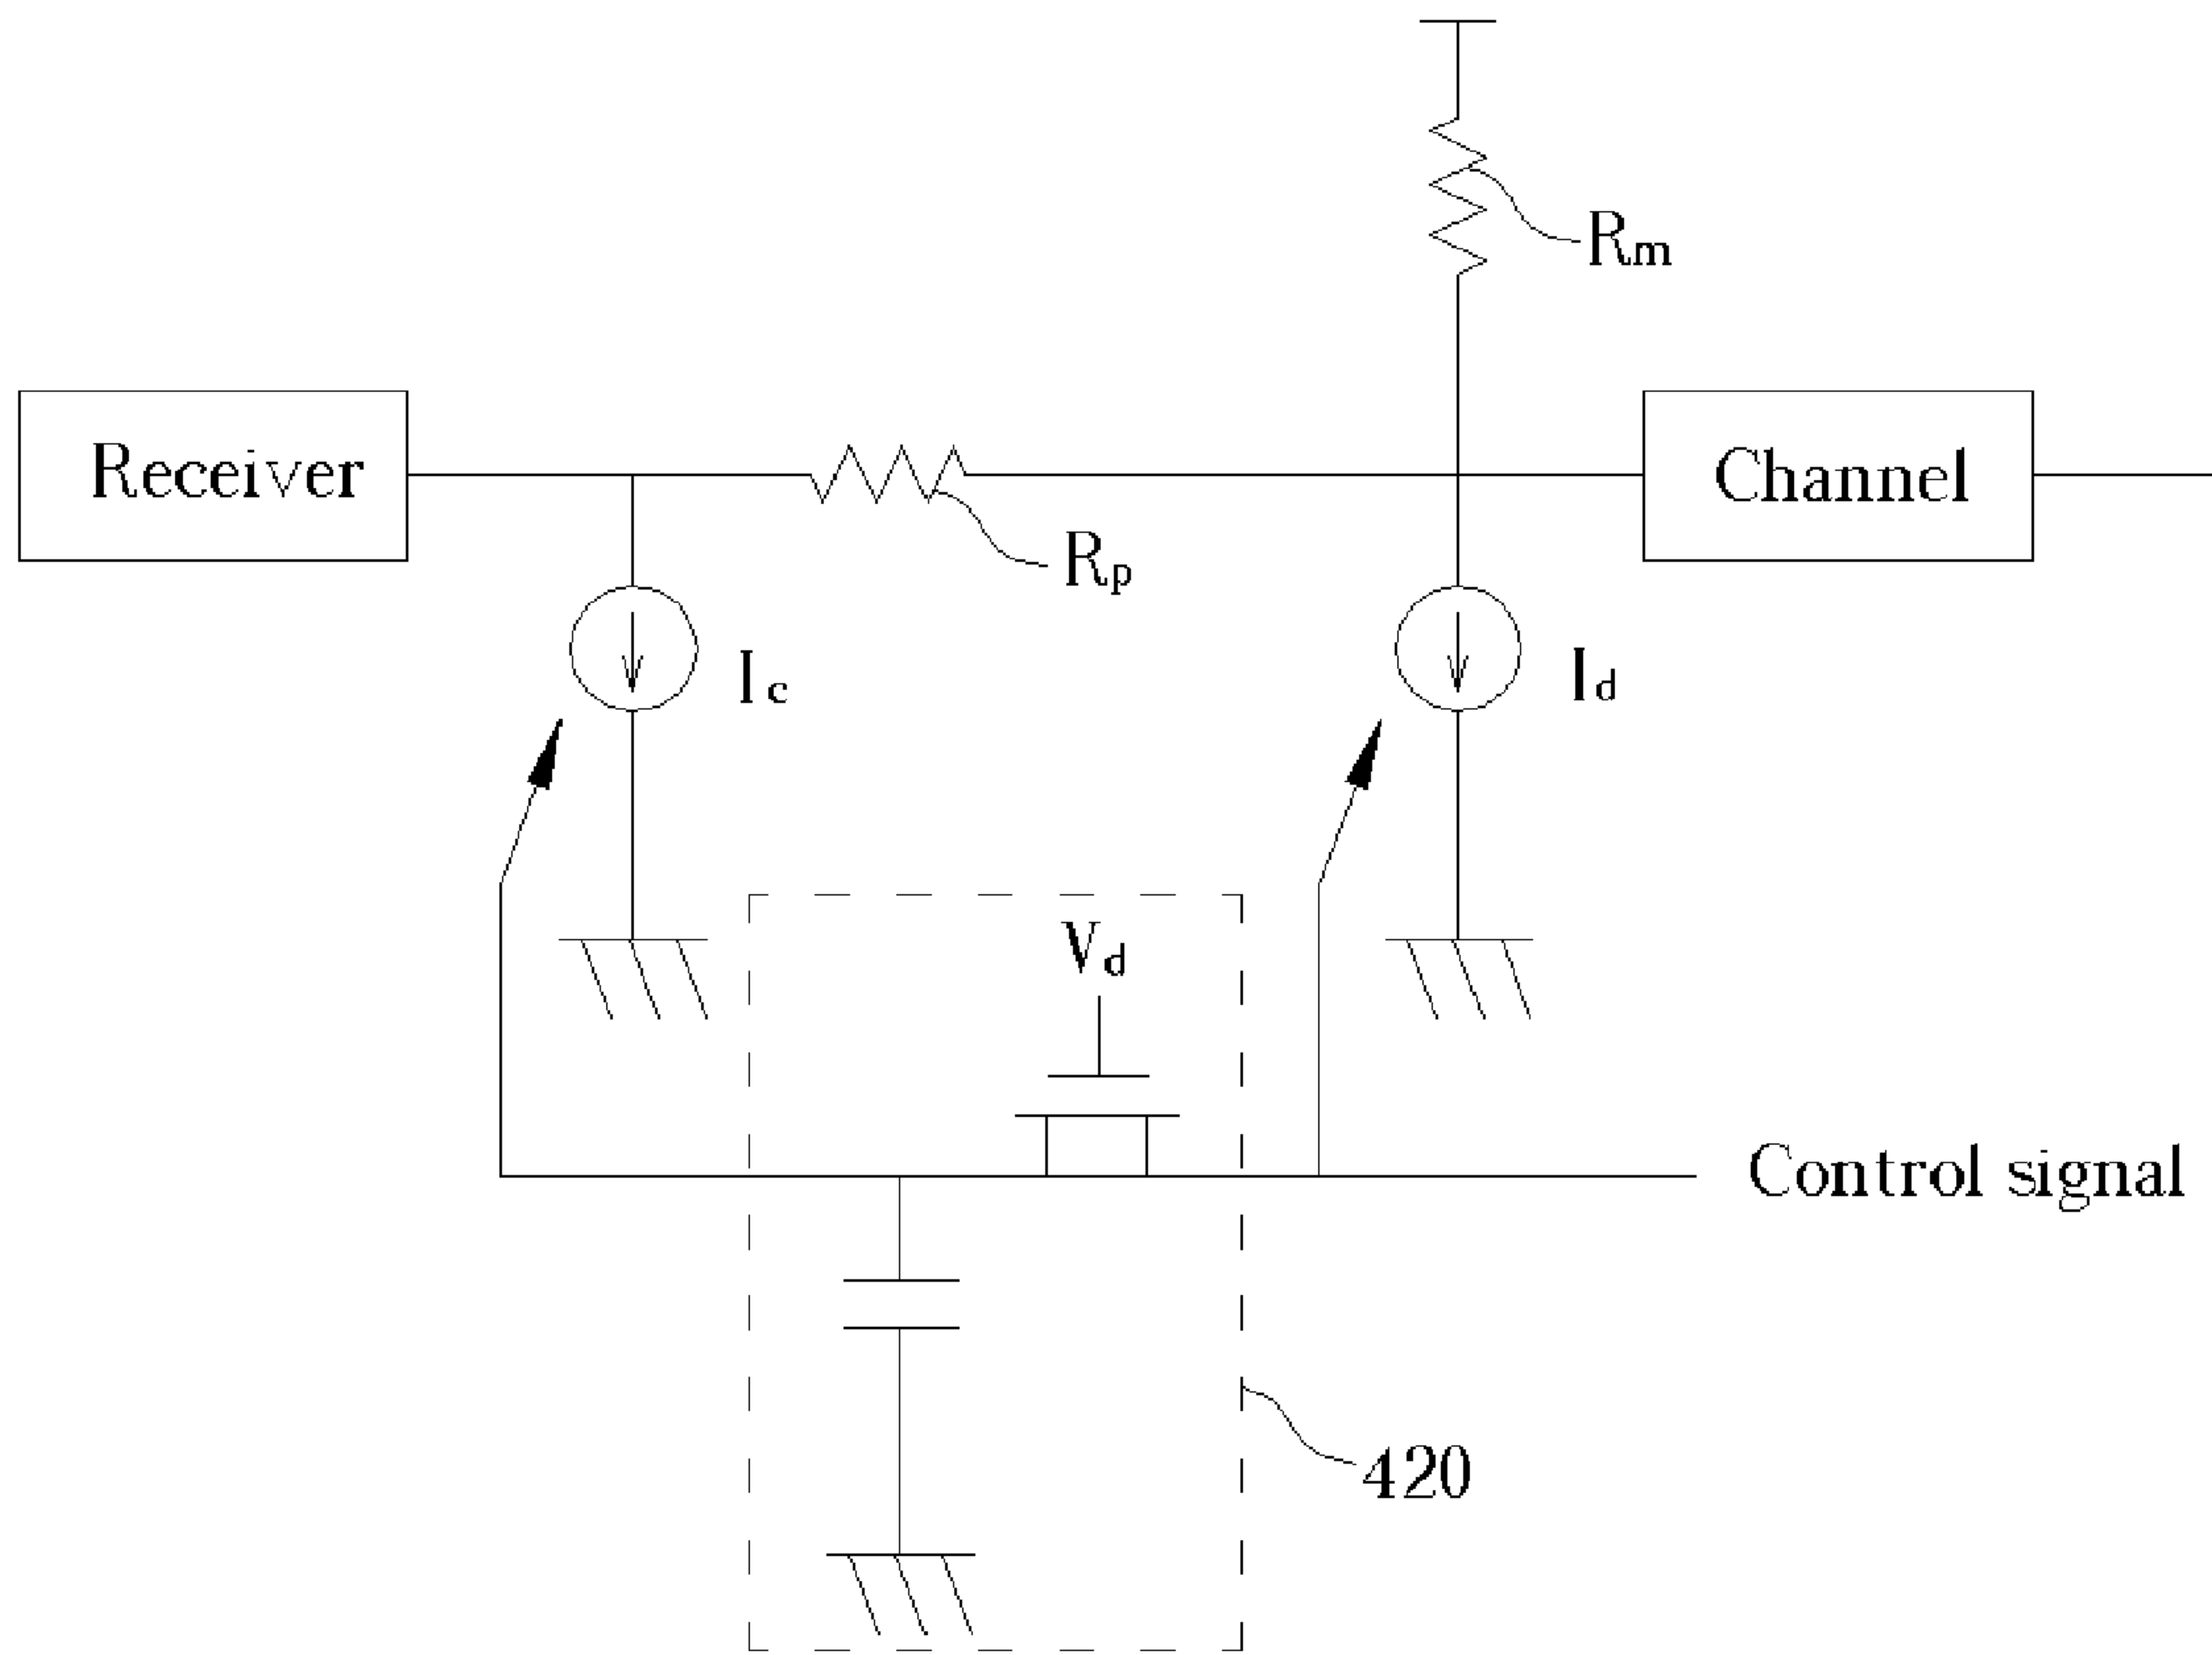 Rm
Receiver
Channel
Rp
Ic
Id
Vd
Control signal
420